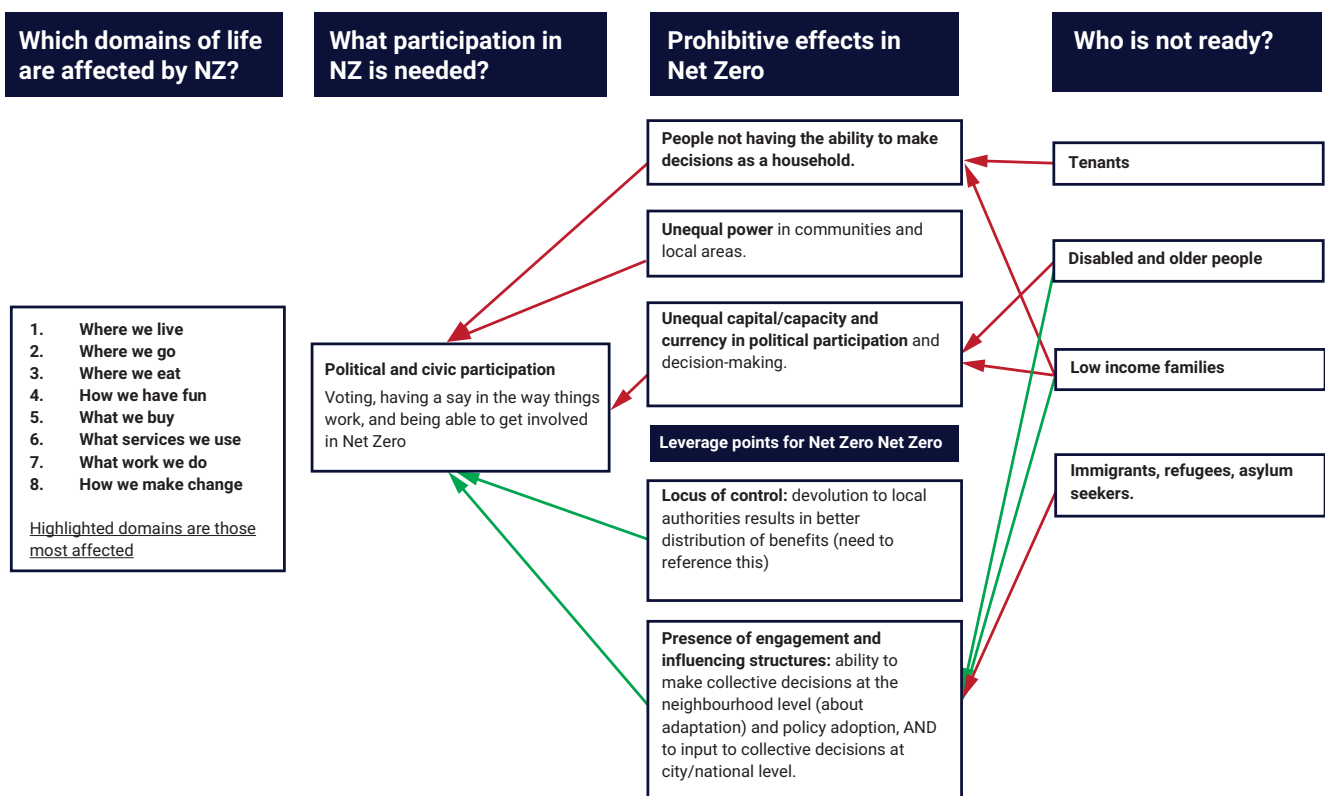 Which domains of life
are affected by NZ?
What participation in
NZ is needed?
Prohibitive effects in
Net Zero
Who is not ready?
1. Where we live
2. Where we go
3. Where we eat
4. How we have fun
5. What we buy
6. What services we use
7. What work we do
8. How we make change
Highlighted domains are those
most affected
Political and civic participation
Voting, having a say in the way things
work, and being able to get involved
in Net Zero
People not having the ability to make
decisions as a household.
Unequal power in communities and
local areas.
Unequal capital/capacity and
currency in political participation and
decision-making.
Leverage points for Net Zero Net Zero
Locus of control: devolution to local
authorities results in better
distribution of benefits (need to
reference this)
Presence of engagement and
influencing structures: ability to
make collective decisions at the
neighbourhood level (about
adaptation) and policy adoption, AND
to input to collective decisions at
city/national level.
Tenants
Disabled and older people
Low income families
Immigrants, refugees, asylum
seekers.